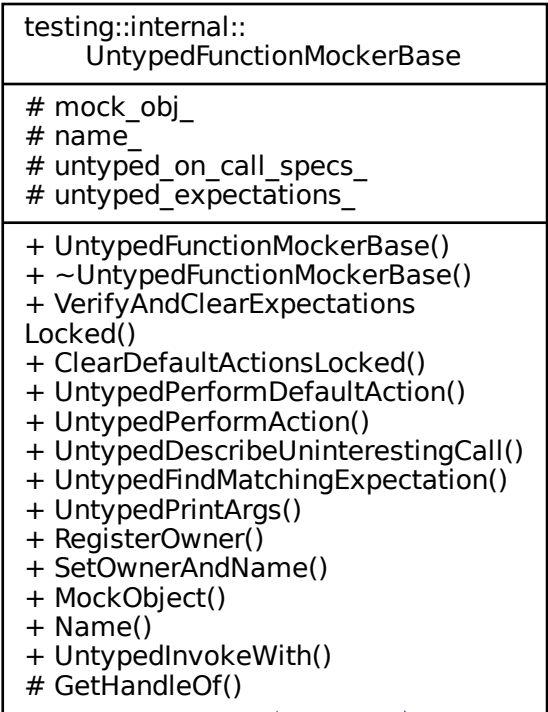 testing::internal::
UntypedFunctionMockerBase
# mock_obj_
# name_
# untyped_on_call_specs_
# untyped_expectations_
+ UntypedFunctionMockerBase()
+ ~UntypedFunctionMockerBase()
+ VerifyAndClearExpectations
Locked()
+ ClearDefaultActionsLocked()
+ UntypedPerformDefaultAction()
+ UntypedPerformAction()
+ UntypedDescribeUninterestingCall()
+ UntypedFindMatchingExpectation()
+ UntypedPrintArgs()
+ RegisterOwner()
+ SetOwnerAndName()
+ MockObject()
+ Name()
+ UntypedInvokeWith()
# GetHandleOf()